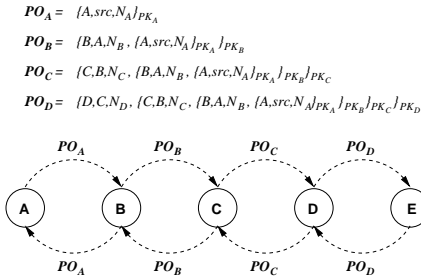 PO_A = {A,src,N_A}_PK_A
PO_B = {B,A,N_B, {A,src,N_A}_PK_A}_PK_B
PO_C = {C,B,N_C, {B,A,N_B, {A,src,N_A}_PK_A}_PK_B}_PK_C
PO_D = {D,C,N_D, {C,B,N_C, {B,A,N_B, {A,src,N_A}_PK_A}_PK_B}_PK_C}_PK_D
PO_A PO_B PO_C PO_D
A B C D E
PO_A PO_B PO_C PO_D